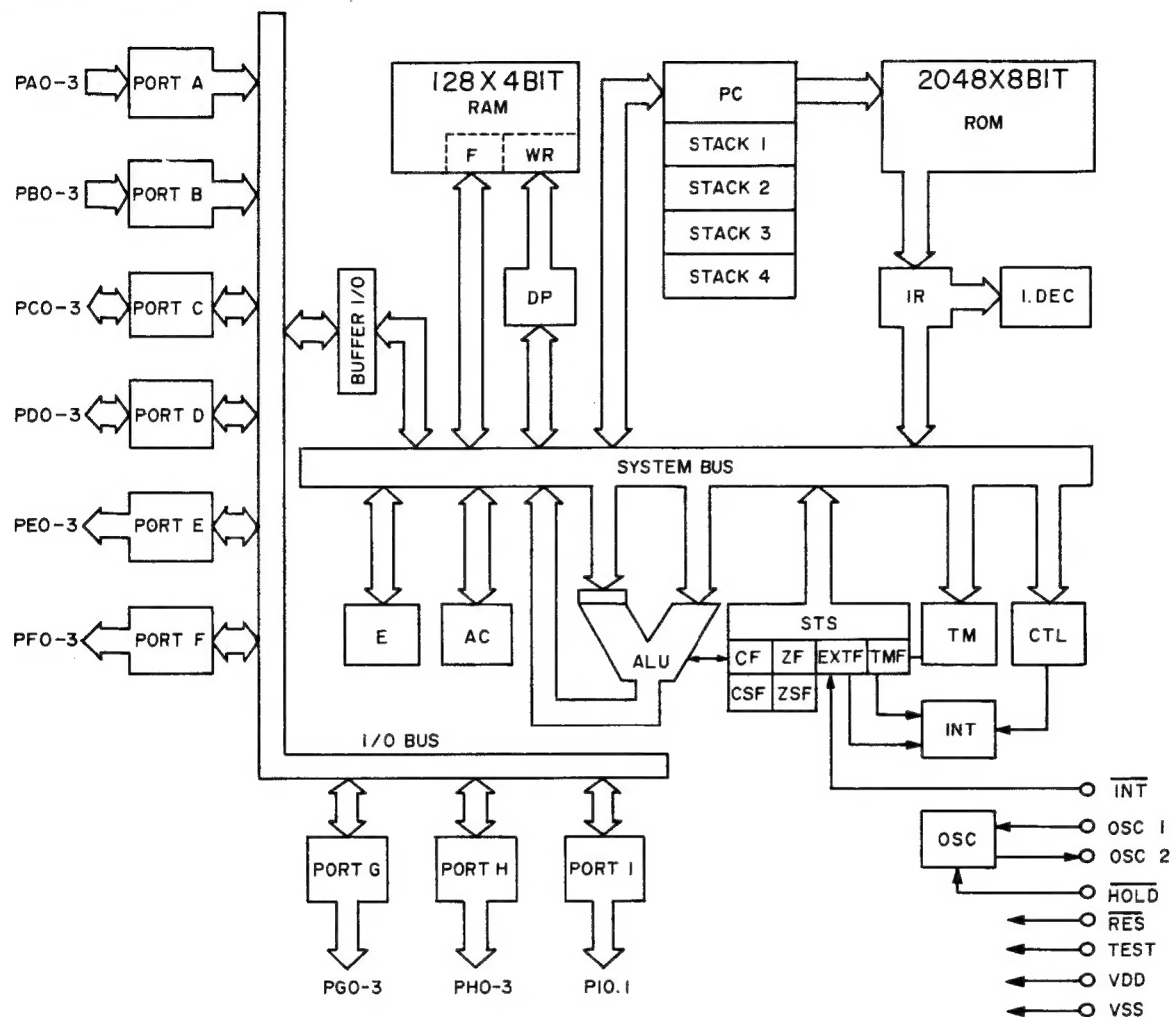 PA0-3
PORT A
PB0-3
PORT B
PC0-3
PORT C
PD0-3
PORT D
PE0-3
PORT E
PF0-3
PORT F
BUFFER I/O
128X4BIT
RAM
F
WR
DP
PC
STACK 1
STACK 2
STACK 3
STACK 4
2048X8BIT
ROM
IR
I.DEC
SYSTEM BUS
E
AC
ALU
STS
CF
ZF
EXTF
TMF
CSF
ZSF
TM
CTL
INT
I/O BUS
PORT G
PORT H
PORT I
PG0-3
PH0-3
PI0.1
OSC
INT
OSC 1
OSC 2
HOLD
RES
TEST
VDD
VSS